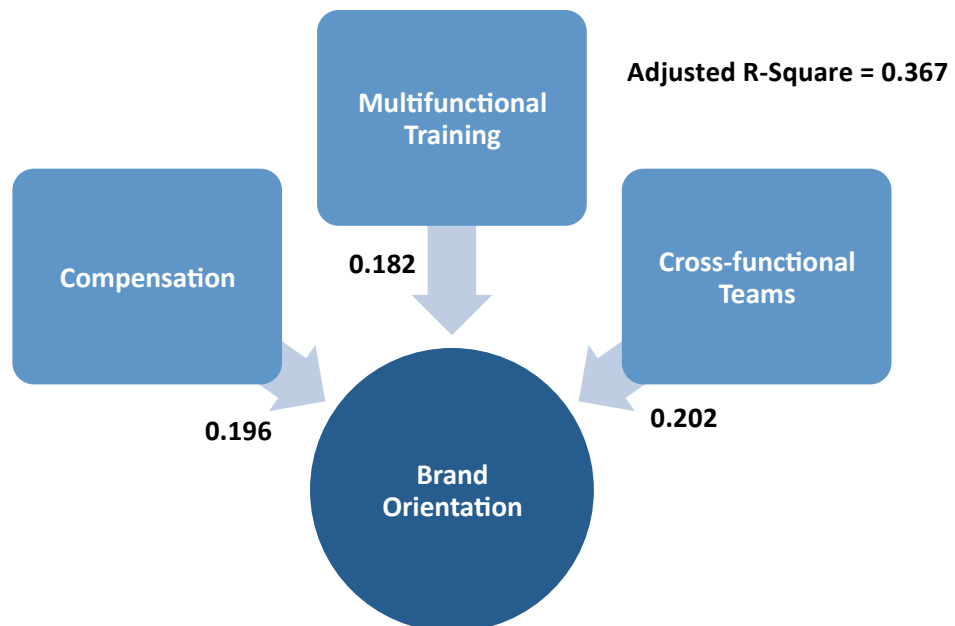 Multifunctional
Training
Adjusted R-Square = 0.367
Compensation
0.182
Cross-functional
Teams
0.196
0.202
Brand
Orientation